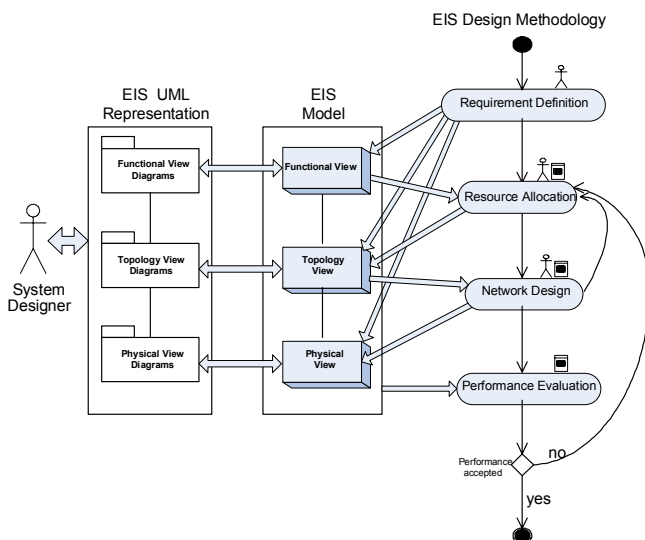 EIS Design Methodology
EIS UML
Representation
EIS
Model
Requirement Definition
Functional View
Diagrams
Functional View
Resource Allocation
System
Designer
Topology View
Diagrams
Topology
View
Network Design
Physical View
Diagrams
Physical
View
Performance Evaluation
Performance
accepted
no
yes